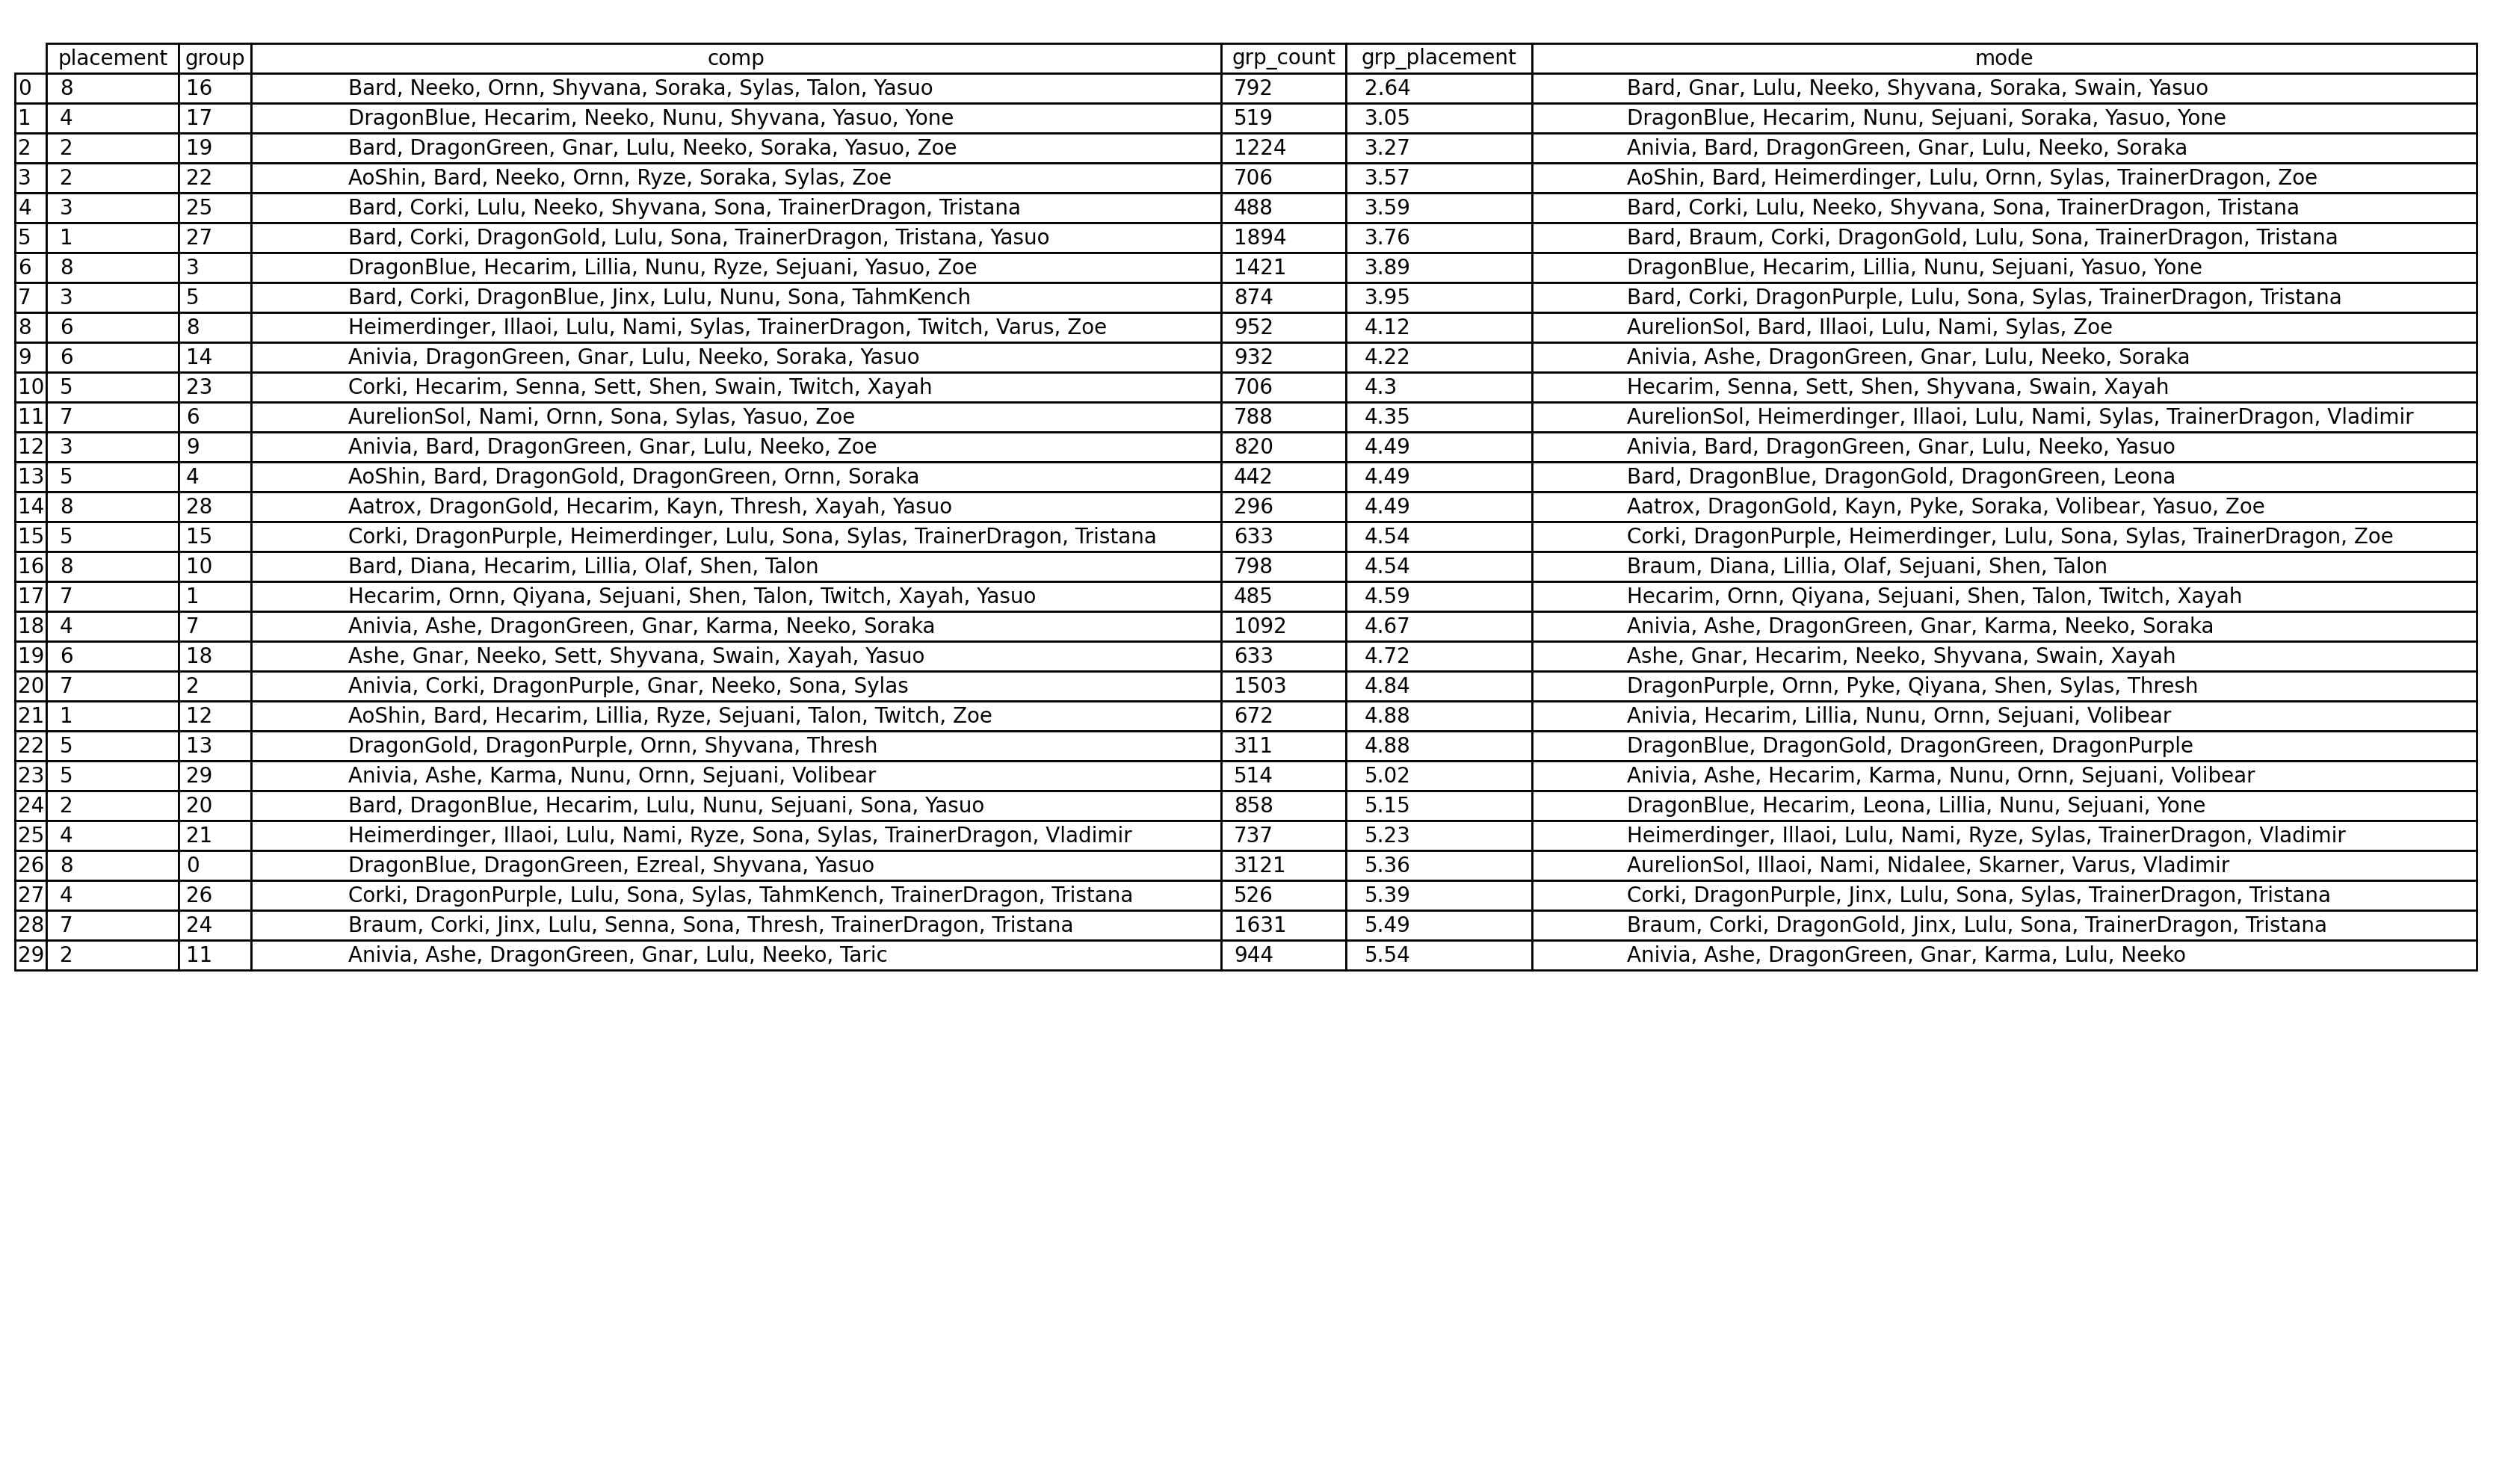 placement group comp grp_count grp_placement mode
0 8 16 Bard, Neeko, Ornn, Shyvana, Soraka, Sylas, Talon, Yasuo 792 2.64 Bard, Gnar, Lulu, Neeko, Shyvana, Soraka, Swain, Yasuo
1 4 17 DragonBlue, Hecarim, Neeko, Nunu, Shyvana, Yasuo, Yone 519 3.05 DragonBlue, Hecarim, Nunu, Sejuani, Soraka, Yasuo, Yone
2 2 19 Bard, DragonGreen, Gnar, Lulu, Neeko, Soraka, Yasuo, Zoe 1224 3.27 Anivia, Bard, DragonGreen, Gnar, Lulu, Neeko, Soraka
3 2 22 AoShin, Bard, Neeko, Ornn, Ryze, Soraka, Sylas, Zoe 706 3.57 AoShin, Bard, Heimerdinger, Lulu, Ornn, Sylas, TrainerDragon, Zoe
4 3 25 Bard, Corki, Lulu, Neeko, Shyvana, Sona, TrainerDragon, Tristana 488 3.59 Bard, Corki, Lulu, Neeko, Shyvana, Sona, TrainerDragon, Tristana
5 1 27 Bard, Corki, DragonGold, Lulu, Sona, TrainerDragon, Tristana, Yasuo 1894 3.76 Bard, Braum, Corki, DragonGold, Lulu, Sona, TrainerDragon, Tristana
6 8 3 DragonBlue, Hecarim, Lillia, Nunu, Ryze, Sejuani, Yasuo, Zoe 1421 3.89 DragonBlue, Hecarim, Lillia, Nunu, Sejuani, Yasuo, Yone
7 3 5 Bard, Corki, DragonBlue, Jinx, Lulu, Nunu, Sona, TahmKench 874 3.95 Bard, Corki, DragonPurple, Lulu, Sona, Sylas, TrainerDragon, Tristana
8 6 8 Heimerdinger, Illaoi, Lulu, Nami, Sylas, TrainerDragon, Twitch, Varus, Zoe 952 4.12 AurelionSol, Bard, Illaoi, Lulu, Nami, Sylas, Zoe
9 6 14 Anivia, DragonGreen, Gnar, Lulu, Neeko, Soraka, Yasuo 932 4.22 Anivia, Ashe, DragonGreen, Gnar, Lulu, Neeko, Soraka
10 5 23 Corki, Hecarim, Senna, Sett, Shen, Swain, Twitch, Xayah 706 4.3 Hecarim, Senna, Sett, Shen, Shyvana, Swain, Xayah
11 7 6 AurelionSol, Nami, Ornn, Sona, Sylas, Yasuo, Zoe 788 4.35 AurelionSol, Heimerdinger, Illaoi, Lulu, Nami, Sylas, TrainerDragon, Vladimir
12 3 9 Anivia, Bard, DragonGreen, Gnar, Lulu, Neeko, Zoe 820 4.49 Anivia, Bard, DragonGreen, Gnar, Lulu, Neeko, Yasuo
13 5 4 AoShin, Bard, DragonGold, DragonGreen, Ornn, Soraka 442 4.49 Bard, DragonBlue, DragonGold, DragonGreen, Leona
14 8 28 Aatrox, DragonGold, Hecarim, Kayn, Thresh, Xayah, Yasuo 296 4.49 Aatrox, DragonGold, Kayn, Pyke, Soraka, Volibear, Yasuo, Zoe
15 5 15 Corki, DragonPurple, Heimerdinger, Lulu, Sona, Sylas, TrainerDragon, Tristana 633 4.54 Corki, DragonPurple, Heimerdinger, Lulu, Sona, Sylas, TrainerDragon, Zoe
16 8 10 Bard, Diana, Hecarim, Lillia, Olaf, Shen, Talon 798 4.54 Braum, Diana, Lillia, Olaf, Sejuani, Shen, Talon
17 7 1 Hecarim, Ornn, Qiyana, Sejuani, Shen, Talon, Twitch, Xayah, Yasuo 485 4.59 Hecarim, Ornn, Qiyana, Sejuani, Shen, Talon, Twitch, Xayah
18 4 7 Anivia, Ashe, DragonGreen, Gnar, Karma, Neeko, Soraka 1092 4.67 Anivia, Ashe, DragonGreen, Gnar, Karma, Neeko, Soraka
19 6 18 Ashe, Gnar, Neeko, Sett, Shyvana, Swain, Xayah, Yasuo 633 4.72 Ashe, Gnar, Hecarim, Neeko, Shyvana, Swain, Xayah
20 7 2 Anivia, Corki, DragonPurple, Gnar, Neeko, Sona, Sylas 1503 4.84 DragonPurple, Ornn, Pyke, Qiyana, Shen, Sylas, Thresh
21 1 12 AoShin, Bard, Hecarim, Lillia, Ryze, Sejuani, Talon, Twitch, Zoe 672 4.88 Anivia, Hecarim, Lillia, Nunu, Ornn, Sejuani, Volibear
22 5 13 DragonGold, DragonPurple, Ornn, Shyvana, Thresh 311 4.88 DragonBlue, DragonGold, DragonGreen, DragonPurple
23 5 29 Anivia, Ashe, Karma, Nunu, Ornn, Sejuani, Volibear 514 5.02 Anivia, Ashe, Hecarim, Karma, Nunu, Ornn, Sejuani, Volibear
24 2 20 Bard, DragonBlue, Hecarim, Lulu, Nunu, Sejuani, Sona, Yasuo 858 5.15 DragonBlue, Hecarim, Leona, Lillia, Nunu, Sejuani, Yone
25 4 21 Heimerdinger, Illaoi, Lulu, Nami, Ryze, Sona, Sylas, TrainerDragon, Vladimir 737 5.23 Heimerdinger, Illaoi, Lulu, Nami, Ryze, Sylas, TrainerDragon, Vladimir
26 8 0 DragonBlue, DragonGreen, Ezreal, Shyvana, Yasuo 3121 5.36 AurelionSol, Illaoi, Nami, Nidalee, Skarner, Varus, Vladimir
27 4 26 Corki, DragonPurple, Lulu, Sona, Sylas, TahmKench, TrainerDragon, Tristana 526 5.39 Corki, DragonPurple, Jinx, Lulu, Sona, Sylas, TrainerDragon, Tristana
28 7 24 Braum, Corki, Jinx, Lulu, Senna, Sona, Thresh, TrainerDragon, Tristana 1631 5.49 Braum, Corki, DragonGold, Jinx, Lulu, Sona, TrainerDragon, Tristana
29 2 11 Anivia, Ashe, DragonGreen, Gnar, Lulu, Neeko, Taric 944 5.54 Anivia, Ashe, DragonGreen, Gnar, Karma, Lulu, Neeko